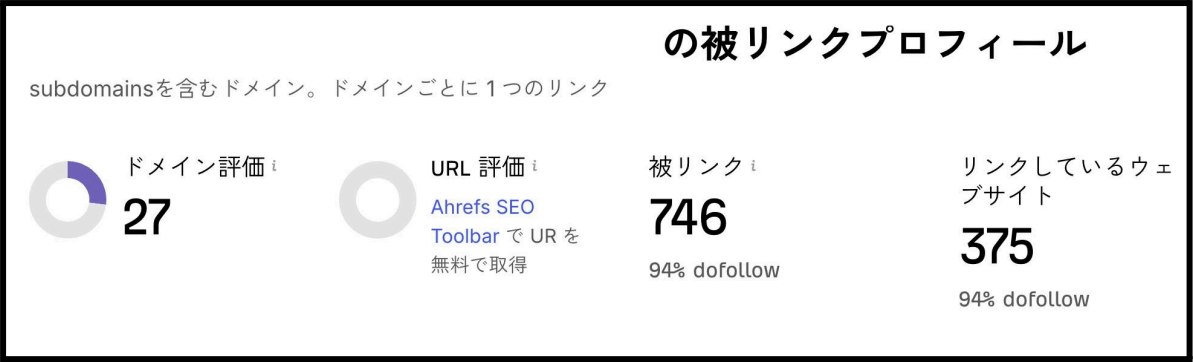 の被リンクプロフィール
subdomainsを含むドメイン。ドメインごとに1つのリンク
ドメイン評価 i
27
URL 評価 i
Ahrefs SEO
Toolbar で UR を
無料で取得
被リンク i
746
94% dofollow
リンクしているウェ
ブサイト
375
94% dofollow